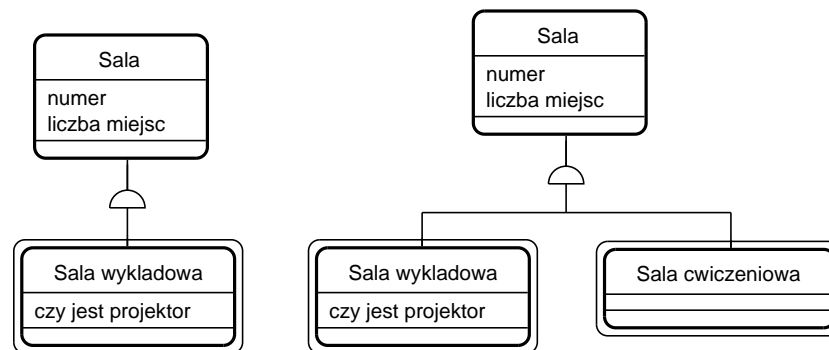 Sala
numer
liczba miejsc
Sala wykladowa
czy jest projektor
Sala
numer
liczba miejsc
Sala wykladowa
czy jest projektor
Sala cwiczeniowa